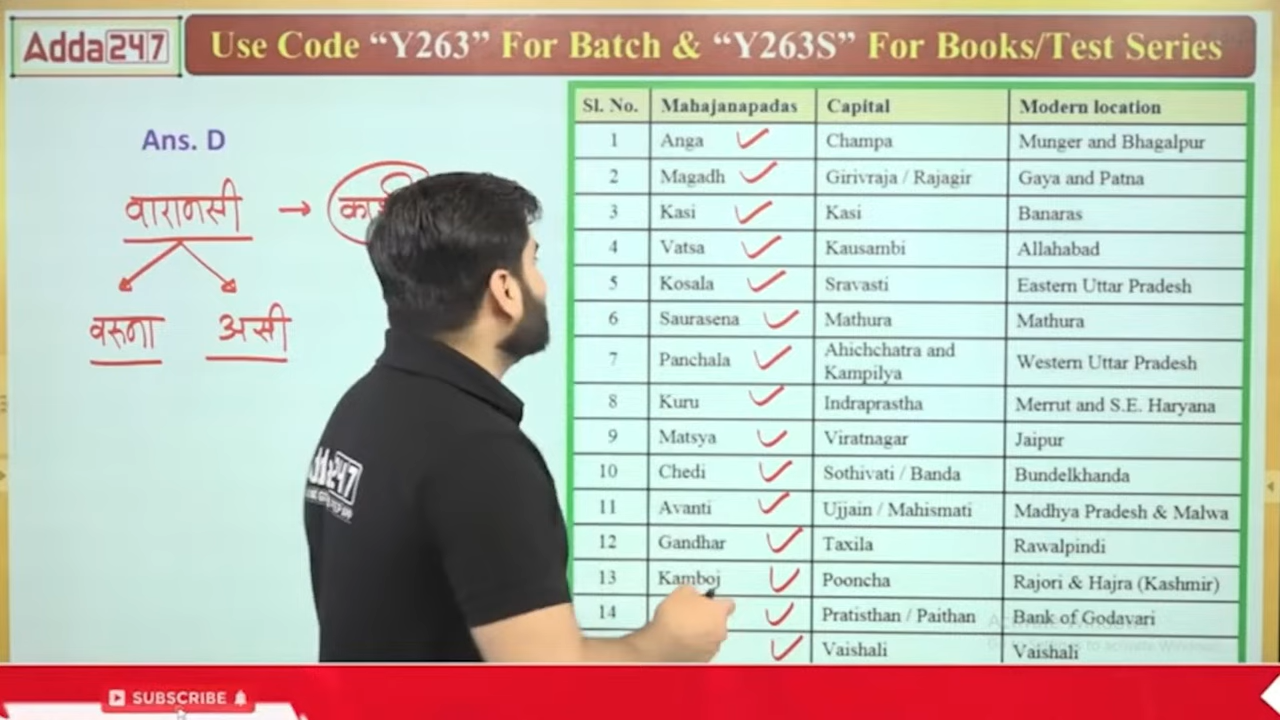 Adda247
Use Code “Y263” For Batch & “Y263S” For Books/Test Series
Ans. D
वारानसी →
वरुना असी
Sl. No. Mahajanapadas Capital Modern location
1 Anga Champa Munger and Bhagalpur
2 Magadh Girivraja / Rajagir Gaya and Patna
3 Kasi Kasi Banaras
4 Vatsa Kausambi Allahabad
5 Kosala Sravasti Eastern Uttar Pradesh
6 Saurasena Mathura Mathura
7 Panchala Ahichchatra and Western Uttar Pradesh
Kampilya
8 Kuru Indraprastha Merrut and S.E. Haryana
9 Matsya Viratnagar Jaipur
10 Chedi Sothivati / Banda Bundelkhanda
11 Avanti Ujjain / Mahismati Madhya Pradesh & Malwa
12 Gandhar Taxila Rawalpindi
13 Kamboj Pooncha Rajori & Hajra (Kashmir)
14 Pratisthan / Paithan Bank of Godavari
Vaishali Vaishali
SUBSCRIBE